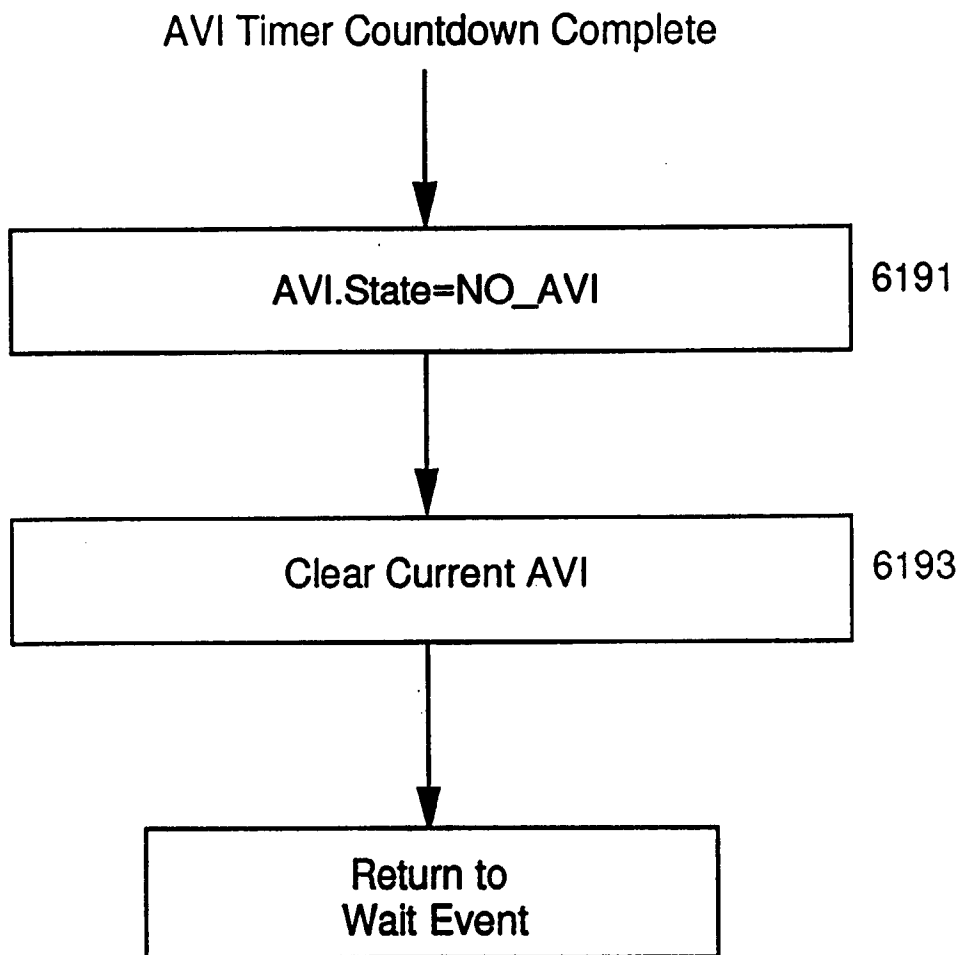 AVI Timer Countdown Complete
AVI.State=NO_AVI
6191
Clear Current AVI
6193
Return to
Wait Event